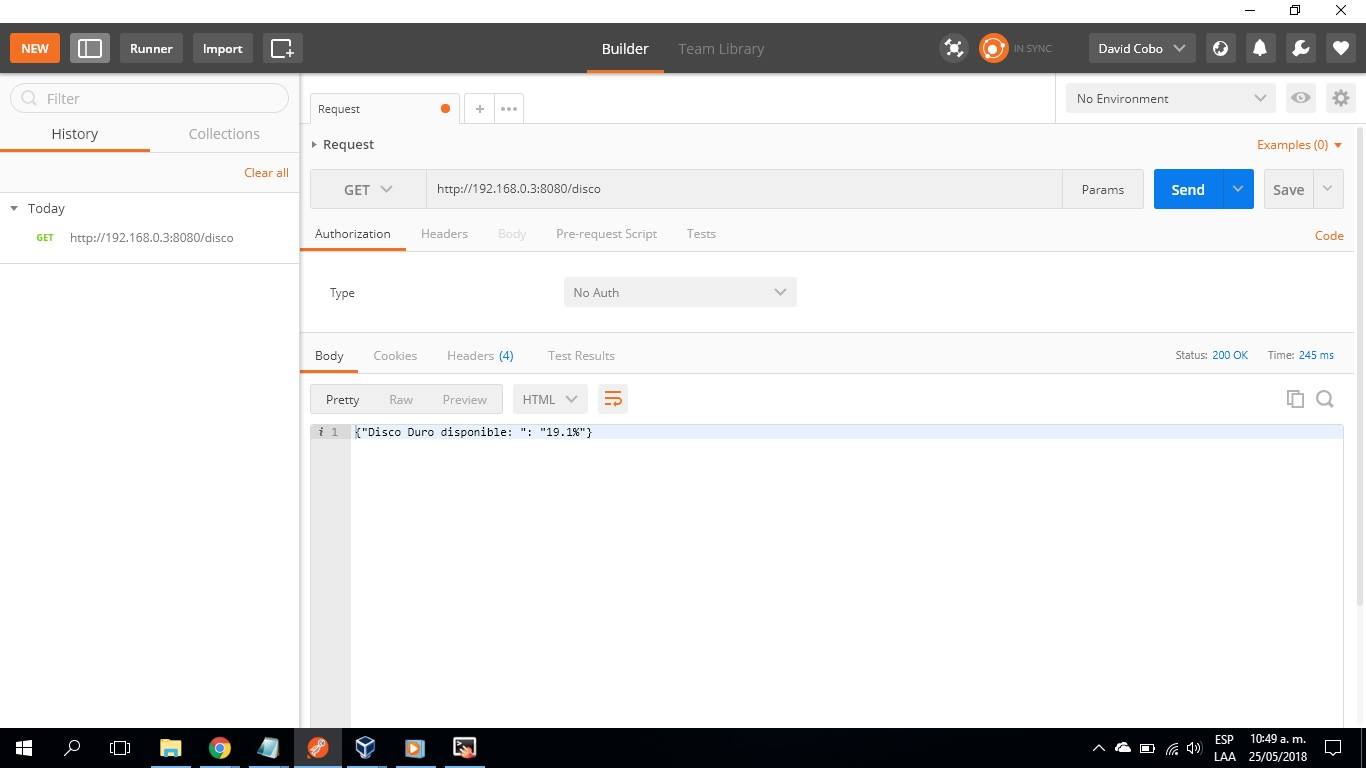 NEW Runner Import Builder Team Library IN SYNC David Cobo
Filter
History Collections
Clear all
Today
GET http://192.168.0.3:8080/disco
Request + ••• No Environment
Request Examples (0)
GET http://192.168.0.3:8080/disco Params Send Save
Authorization Headers Body Pre-request Script Tests Code
Type No Auth
Body Cookies Headers (4) Test Results Status: 200 OK Time: 245 ms
Pretty Raw Preview HTML
i 1 {"Disco Duro disponible: ": "19.1%"}
ESP 10:49 a. m.
LAA 25/05/2018